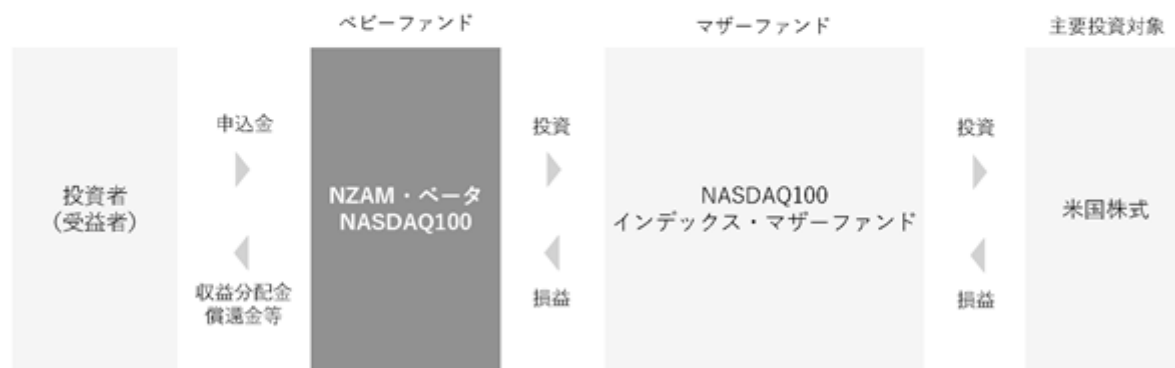 ベビーファンド
マザーファンド
主要投資対象
投資者
(受益者)
申込金
収益分配金
償還金等
NZAM・ベータ
NASDAQ100
投資
損益
NASDAQ100
インデックス・マザーファンド
投資
損益
米国株式